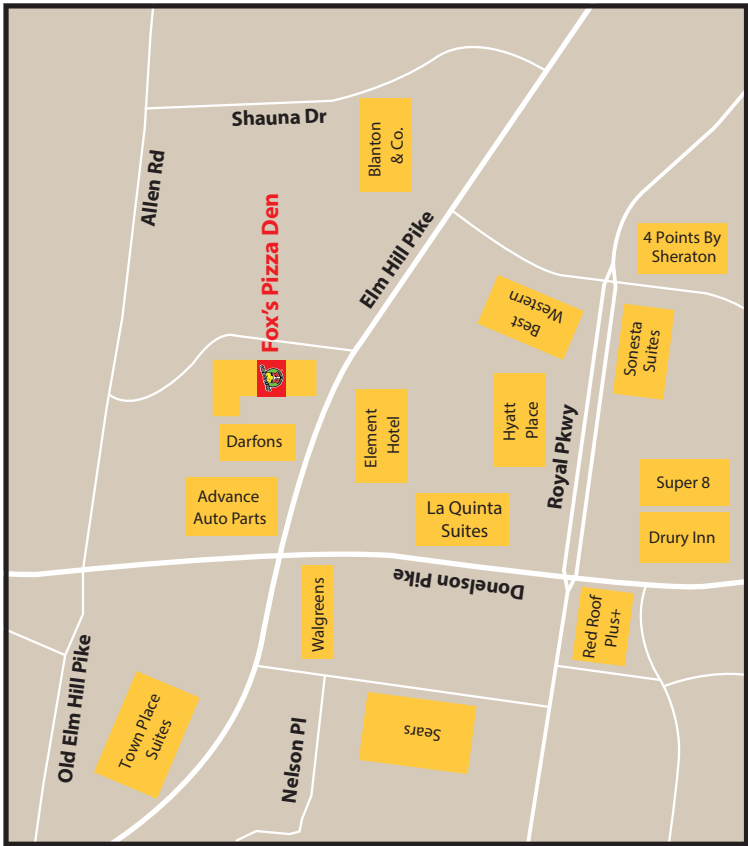 Shauna Dr
Blanton
& Co.
Allen Rd
Fox's Pizza Den
Elm Hill Pike
4 Points By
Sheraton
Best
Western
Sonesta
Suites
Element
Hotel
Hyatt
Place
Royal Pkwy
Darfons
Advance
Auto Parts
La Quinta
Suites
Super 8
Drury Inn
Donelson Pike
Walgreens
Red Roof
Plus+
Old Elm Hill Pike
Town Place
Suites
Nelson Pl
Sears